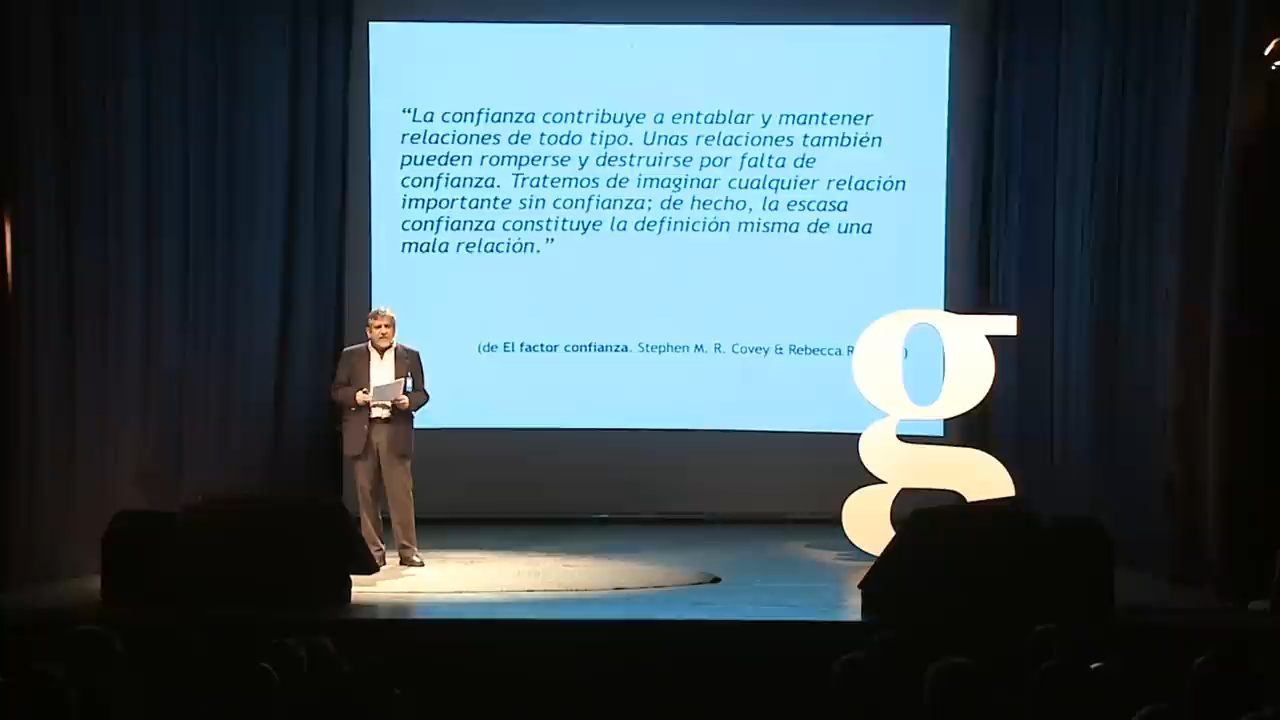 “La confianza contribuye a entablar y mantener
relaciones de todo tipo. Unas relaciones también
pueden romperse y destruirse por falta de
confianza. Tratemos de imaginar cualquier relación
importante sin confianza; de hecho, la escasa
confianza constituye la definición misma de una
mala relación.”
(de El factor confianza. Stephen M. R. Covey & Rebecca
g